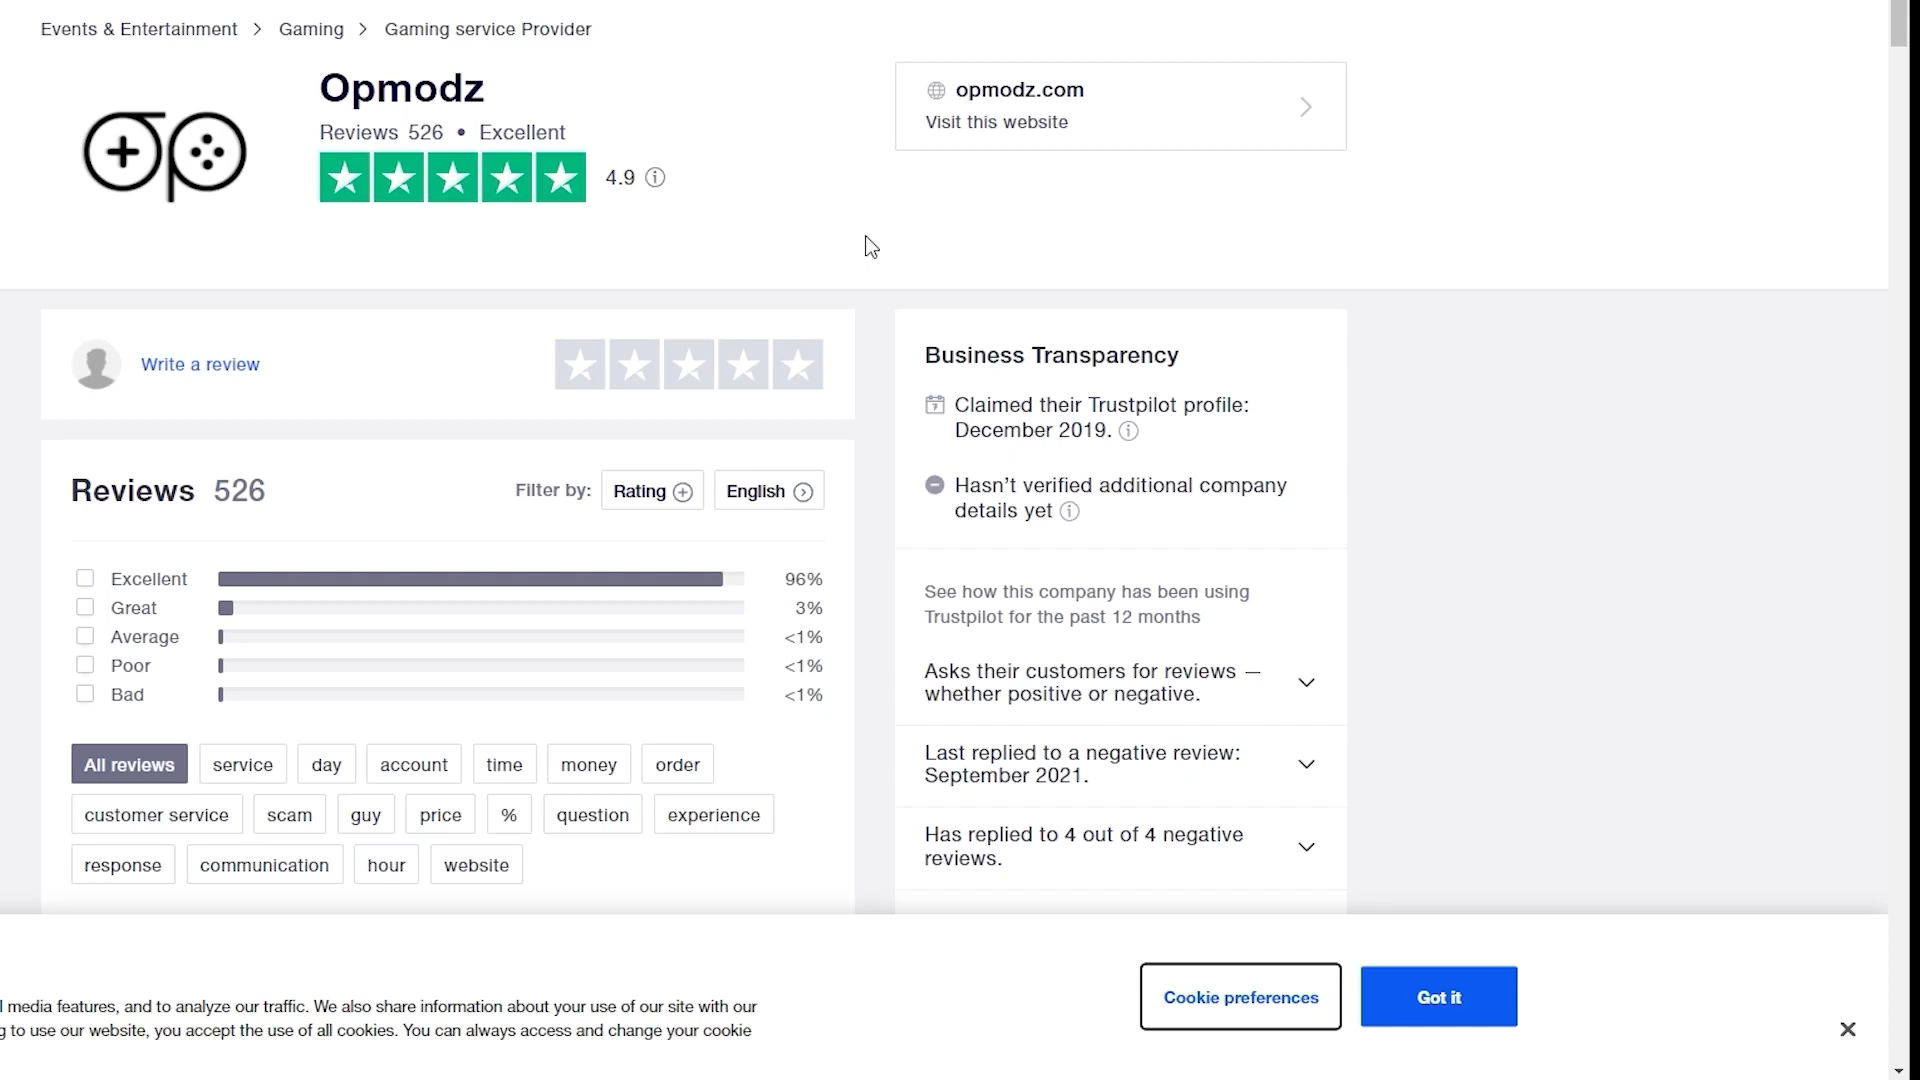 Events & Entertainment > Gaming > Gaming service Provider
Opmodz
Reviews 526 • Excellent
4.9
opmodz.com
Visit this website
Write a review
Business Transparency
Claimed their Trustpilot profile:
December 2019.
Hasn’t verified additional company
details yet
See how this company has been using
Trustpilot for the past 12 months
Asks their customers for reviews —
whether positive or negative.
Last replied to a negative review:
September 2021.
Has replied to 4 out of 4 negative
reviews.
Reviews 526
Filter by: Rating English
Excellent 96%
Great 3%
Average <1%
Poor <1%
Bad <1%
All reviews service day account time money order
customer service scam guy price % question experience
response communication hour website
media features, and to analyze our traffic. We also share information about your use of our site with our
g to use our website, you accept the use of all cookies. You can always access and change your cookie
Cookie preferences
Got it